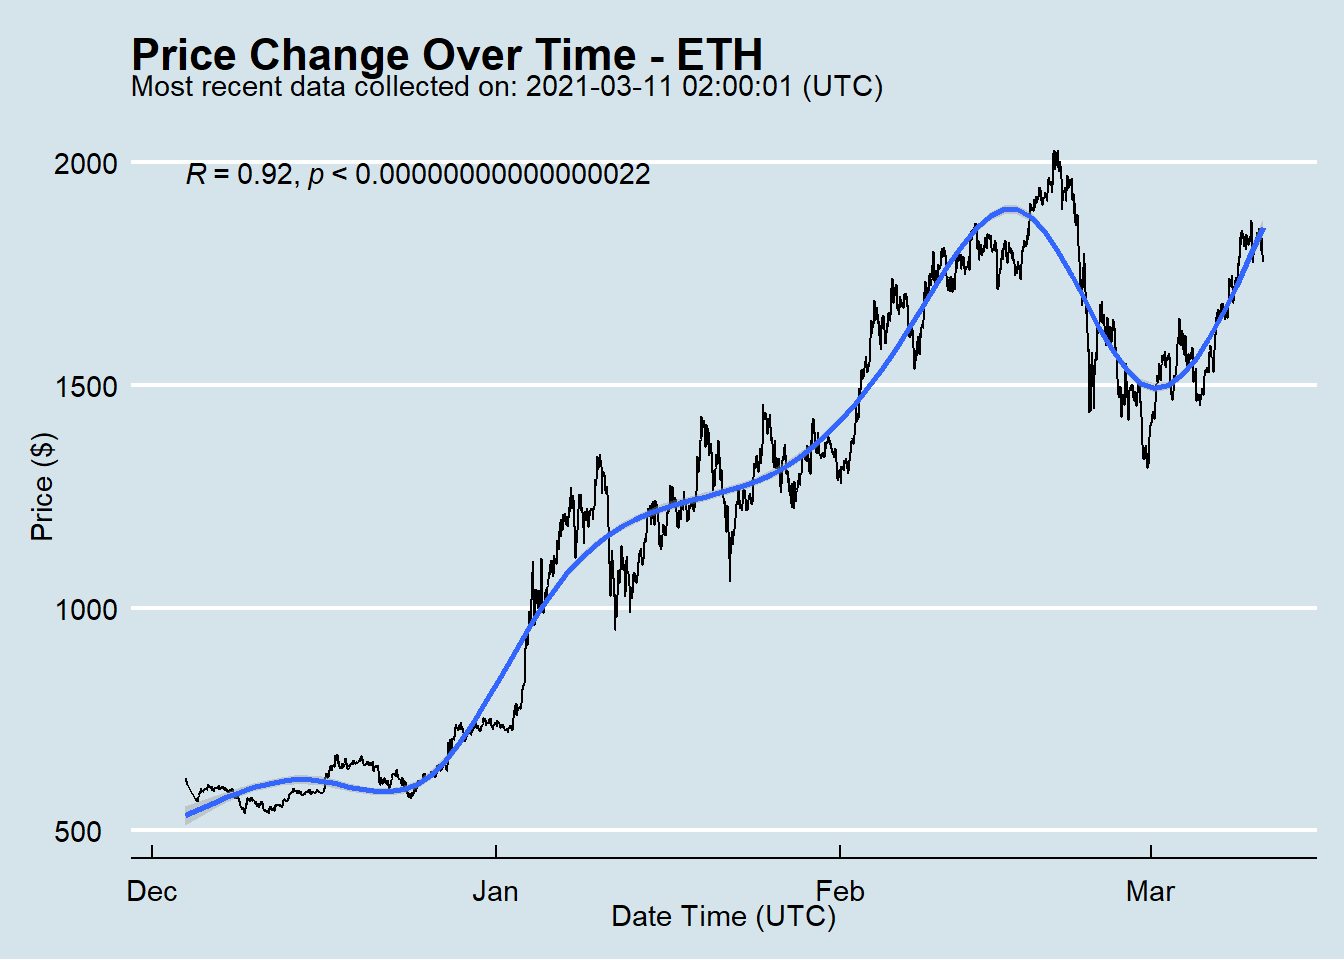 Price Change Over Time - ETH
Most recent data collected on: 2021-03-11 02:00:01 (UTC)
R = 0.92, p < 0.00000000000000022
2000
1500
1000
500
Price ($)
Dec Jan Feb Mar
Date Time (UTC)